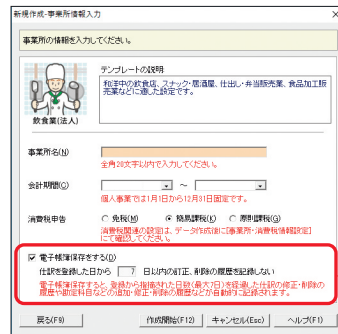 新規作成-事業所情報入力
事業所の情報を入力してください。
テンプレートの説明
和洋中の飲食店、スナック・居酒屋、仕出し・弁当販売業、食品加工販
売業などに適した設定です。
飲食業(法人)
事業所名(N)
全角20文字以内で入力してください。
会計期間(O)
～
個人事業では1月1日から12月31日固定です。
消費税申告
免税(M)
簡易課税(K)
原則課税(G)
消費税関連の設定は、データ作成後に[事業所・消費税情報設定]
にて確認してください。
電子帳簿保存をする(D)
仕訳を登録した日から 7 日以内の訂正、削除の履歴を記録しない
電子帳簿保存すると、登録から指摘された日数(最大7日)を経過した仕訳の修正・削除の
履歴や勘定科目などの追加・修正・削除の履歴などが自動的に記録されます。
戻る(F9)
作成開始(F12)
キャンセル(Esc)
ヘルプ(F1)